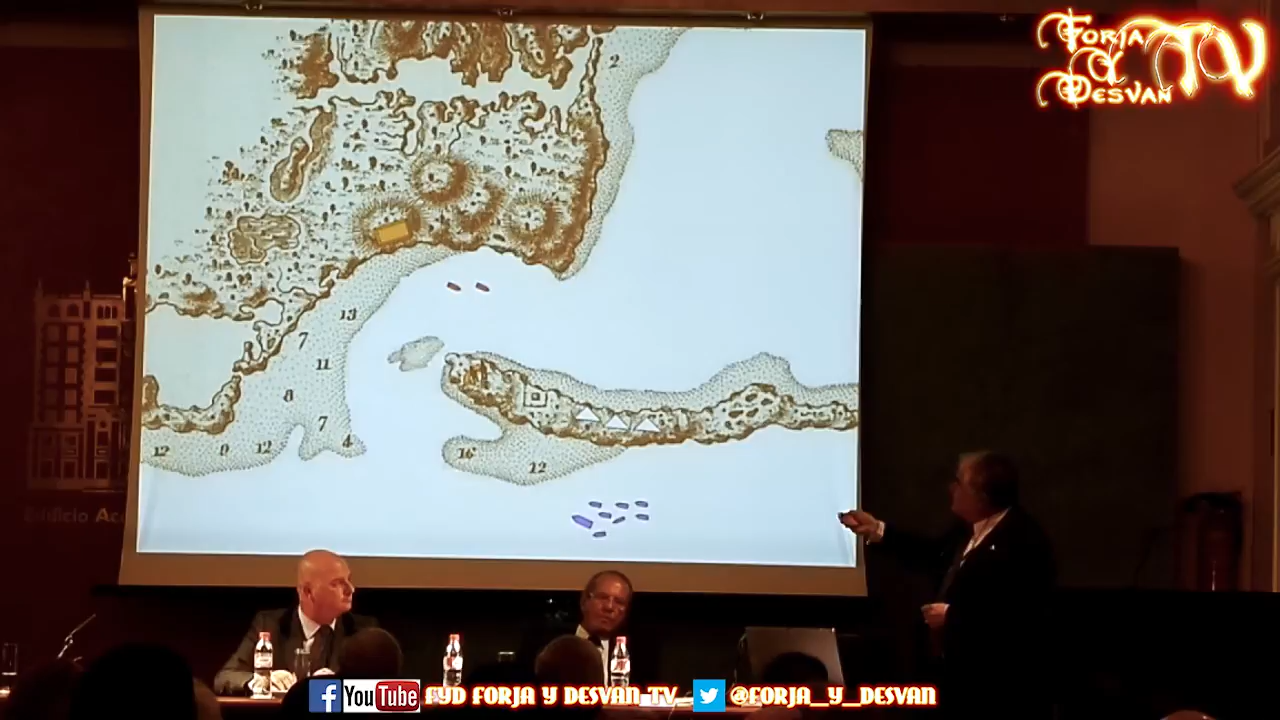 FORJA
Y
DESVAN
TV
2
13
7
11
8
7
12
9
12
4
16
12
Edificio
f YouTube FYD FORJA Y DESVAN TV @FORJA_Y_DESVAN